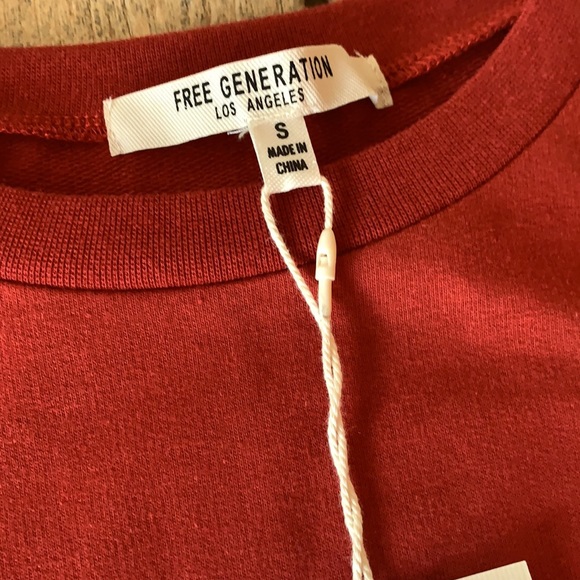 FREE GENERATION
LOS ANGELES
S
MADE IN
CHINA